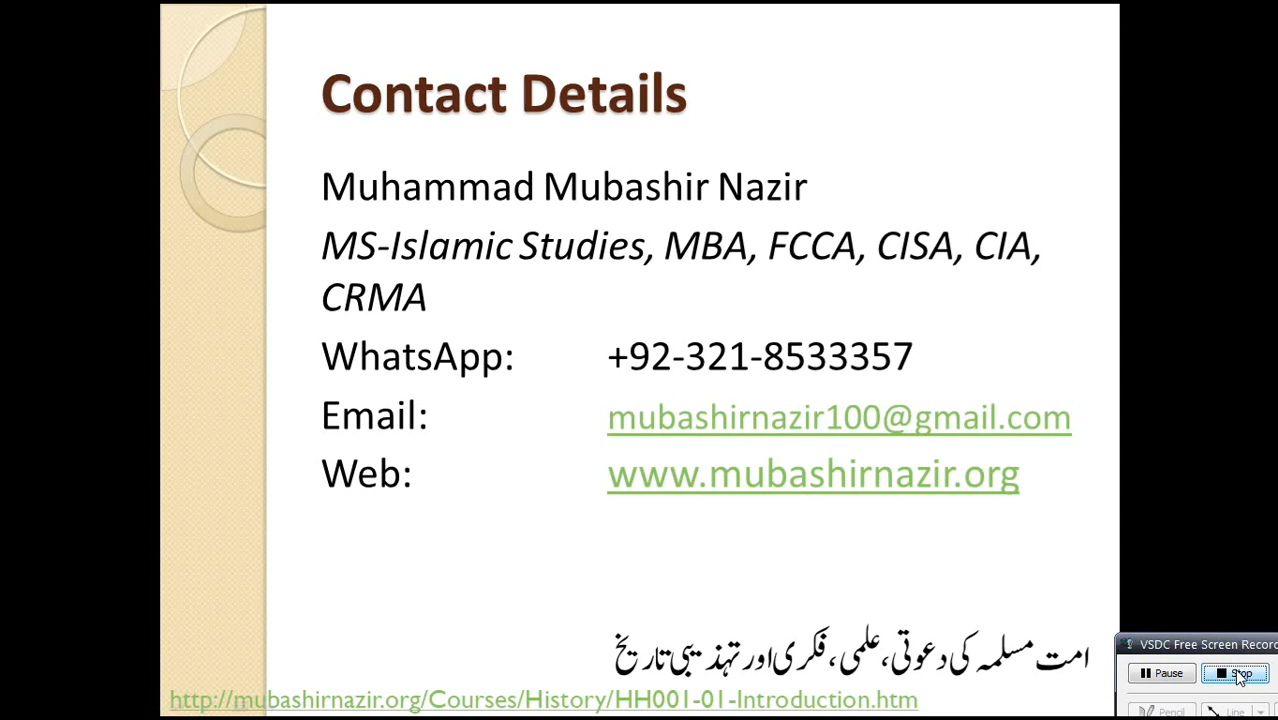 Contact Details
Muhammad Mubashir Nazir
MS-Islamic Studies, MBA, FCCA, CISA, CIA,
CRMA
WhatsApp: +92-321-8533357
Email: mubashirnazir100@gmail.com
Web: www.mubashirnazir.org
امت مسلمہ کی دعوتی، علمی، فکری اور تہذیبی تاریخ
http://mubashirnazir.org/Courses/History/HH001-01-Introduction.htm
VSDC Free Screen Recor
Pause Stop
Pencil Line